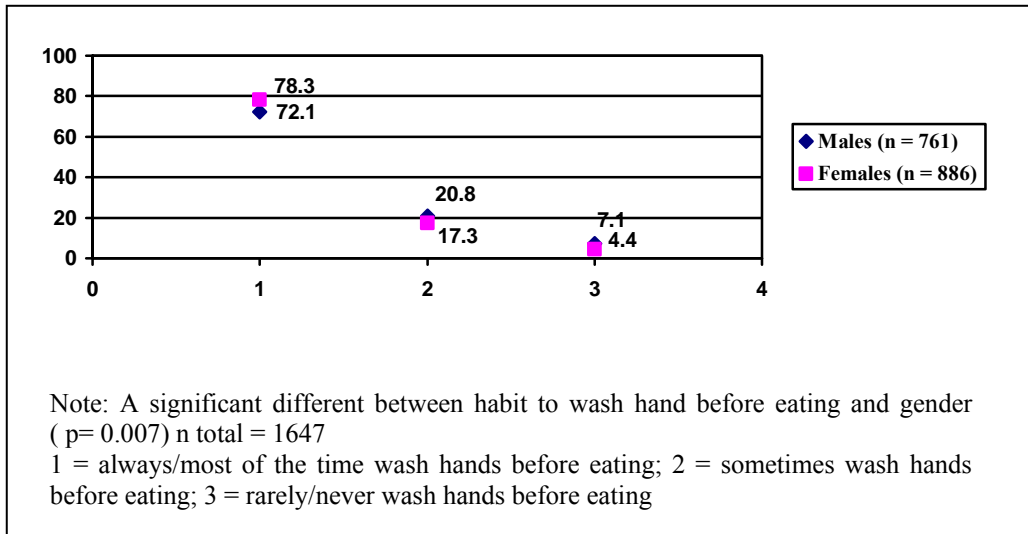 100
80
60
40
20
0
0 1 2 3 4
78.3
72.1
20.8
17.3
7.1
4.4
Males (n = 761)
Females (n = 886)
Note: A significant different between habit to wash hand before eating and gender
( p= 0.007) n total = 1647
1 = always/most of the time wash hands before eating; 2 = sometimes wash hands
before eating; 3 = rarely/never wash hands before eating